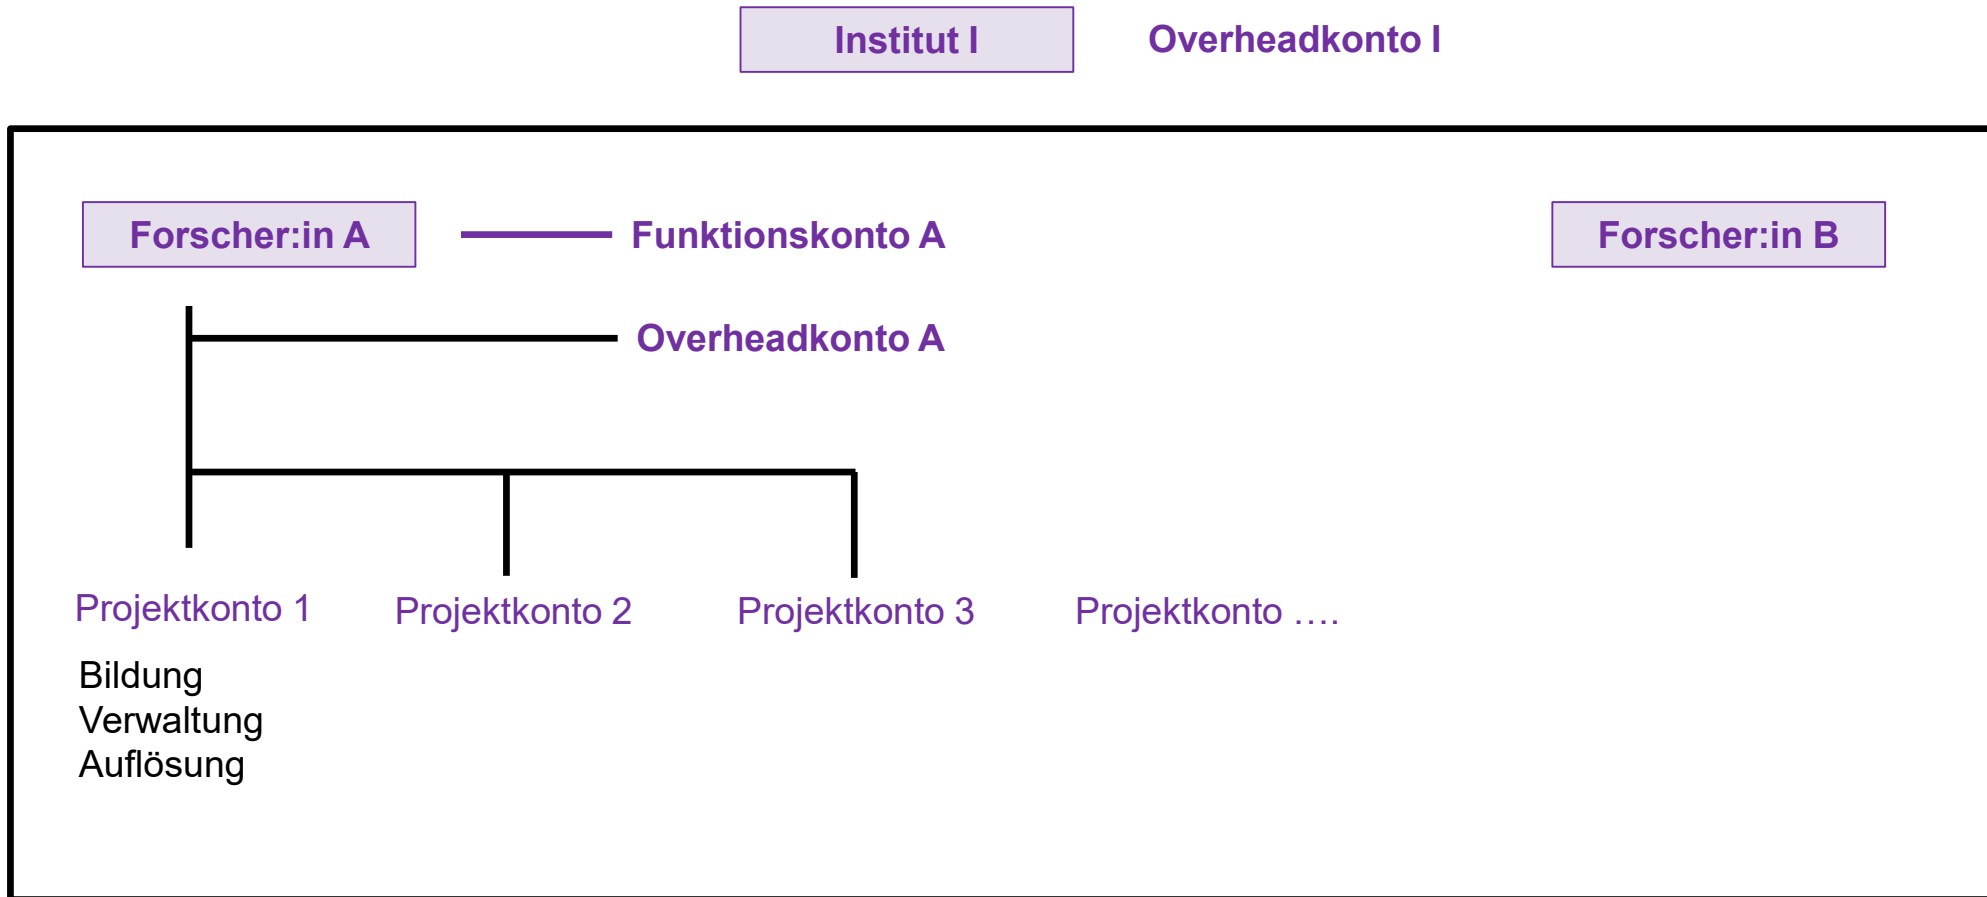 Institut I
Overheadkonto I
Forscher:in A
Funktionskonto A
Forscher:in B
Overheadkonto A
Projektkonto 1
Projektkonto 2
Projektkonto 3
Projektkonto ….
Bildung
Verwaltung
Auflösung